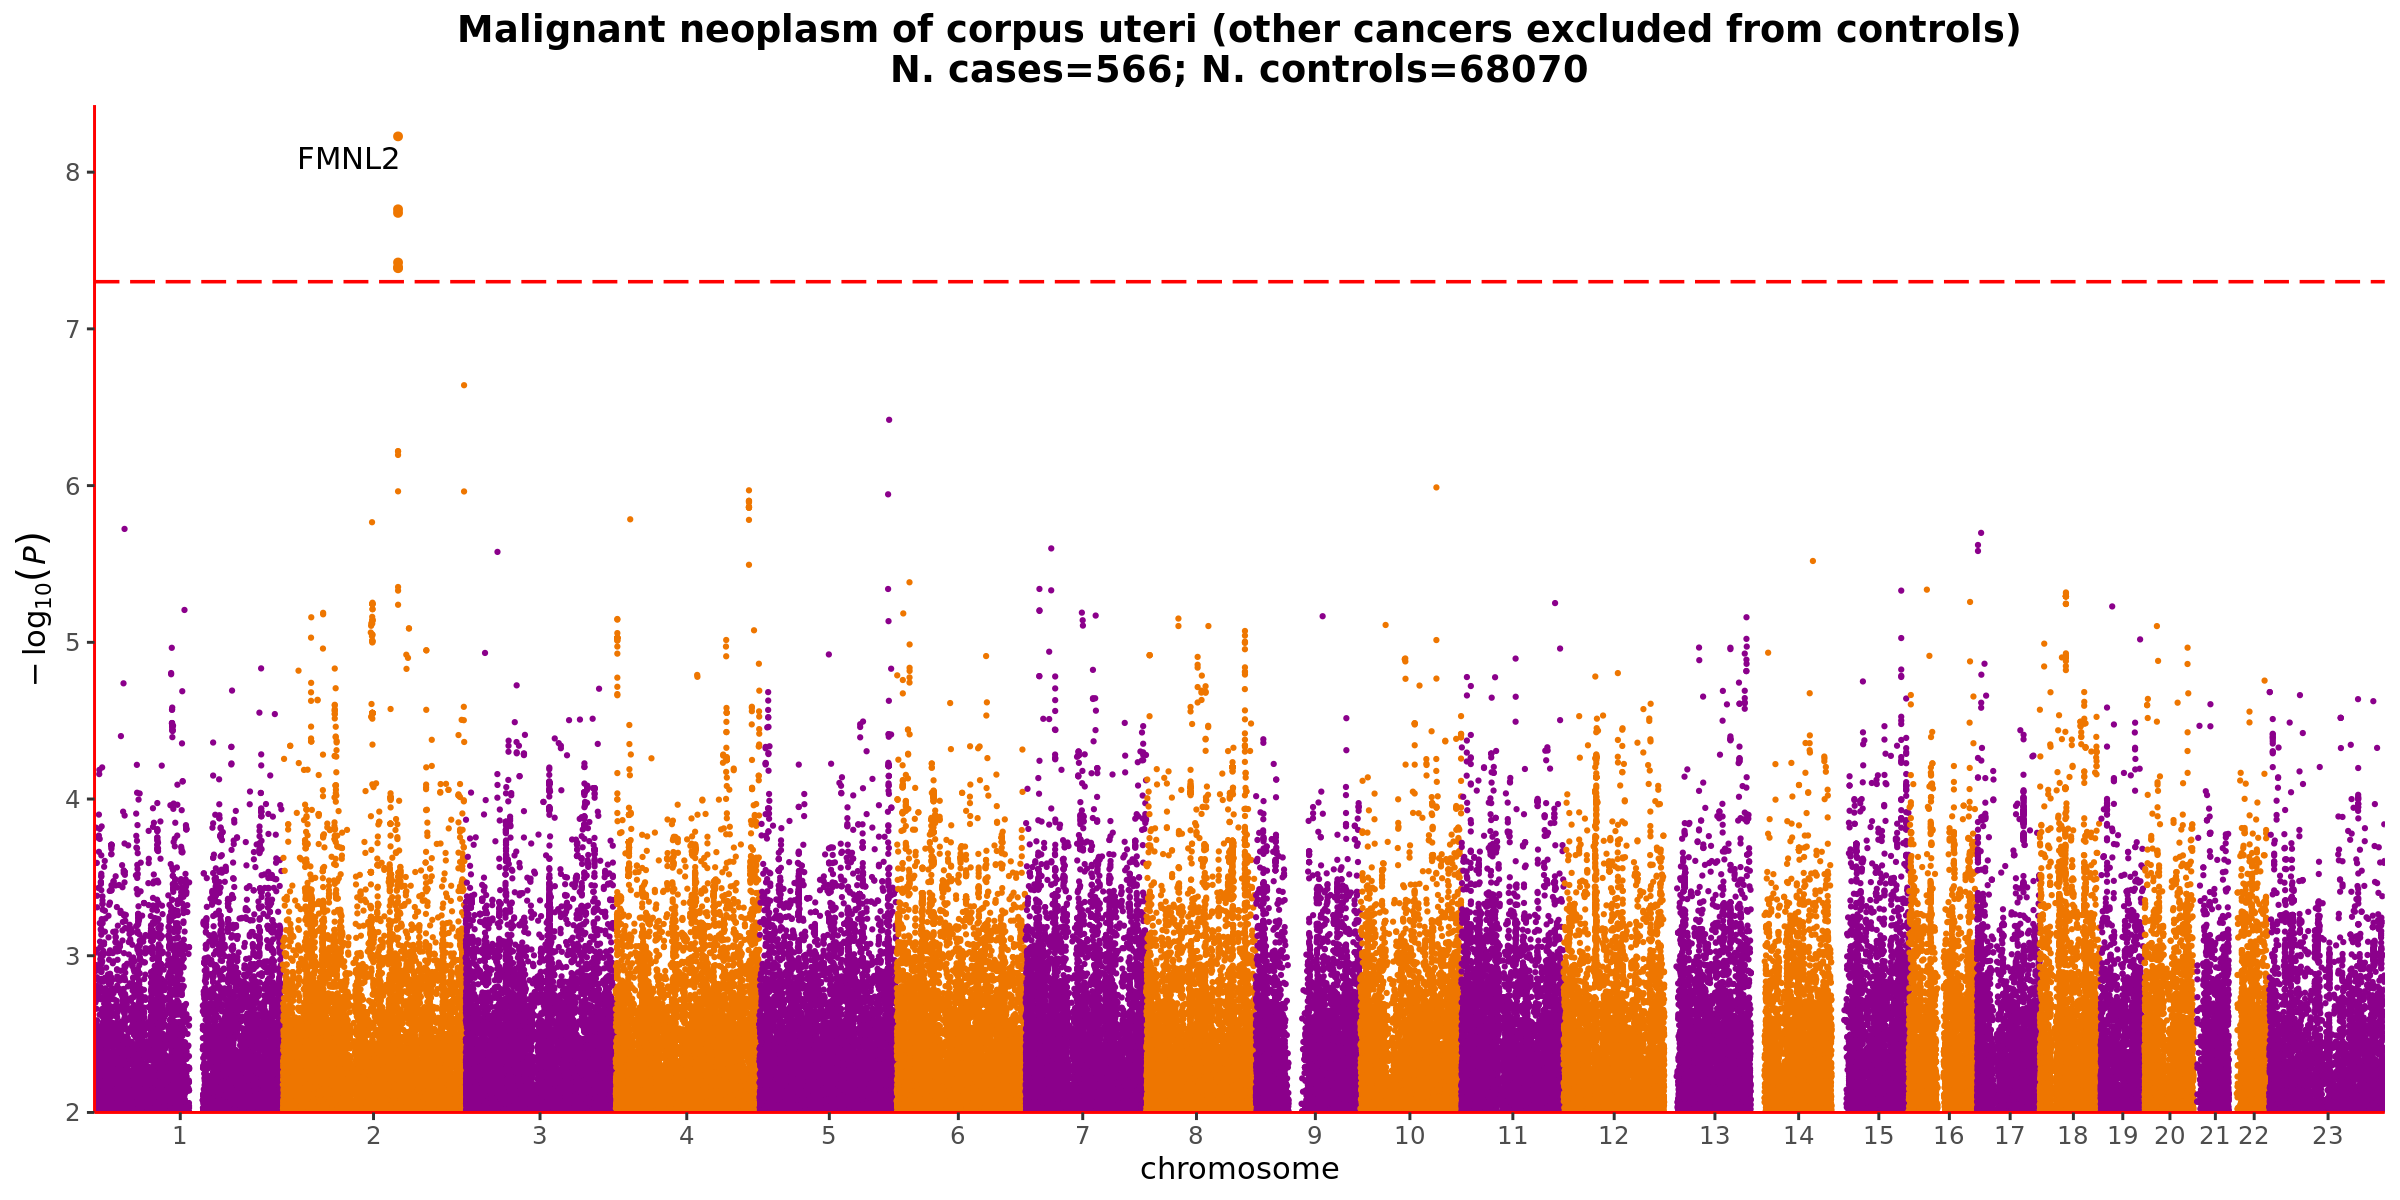 Malignant neoplasm of corpus uteri (other cancers excluded from controls)
N. cases=566; N. controls=68070
FMNL2
8
7
6
5
4
3
2
− log10(P)
1 2 3 4 5 6 7 8 9 10 11 12 13 14 15 16 17 18 19 20 21 22 23
chromosome